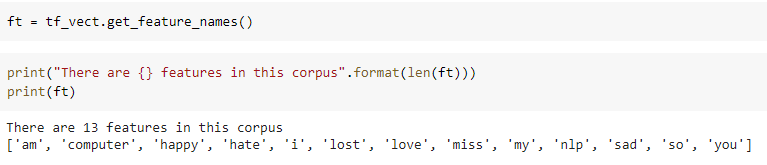 ft = tf_vect.get_feature_names()
print("There are {} features in this corpus".format(len(ft)))
print(ft)
There are 13 features in this corpus
['am', 'computer', 'happy', 'hate', 'i', 'lost', 'love', 'miss', 'my', 'nlp', 'sad', 'so', 'you']